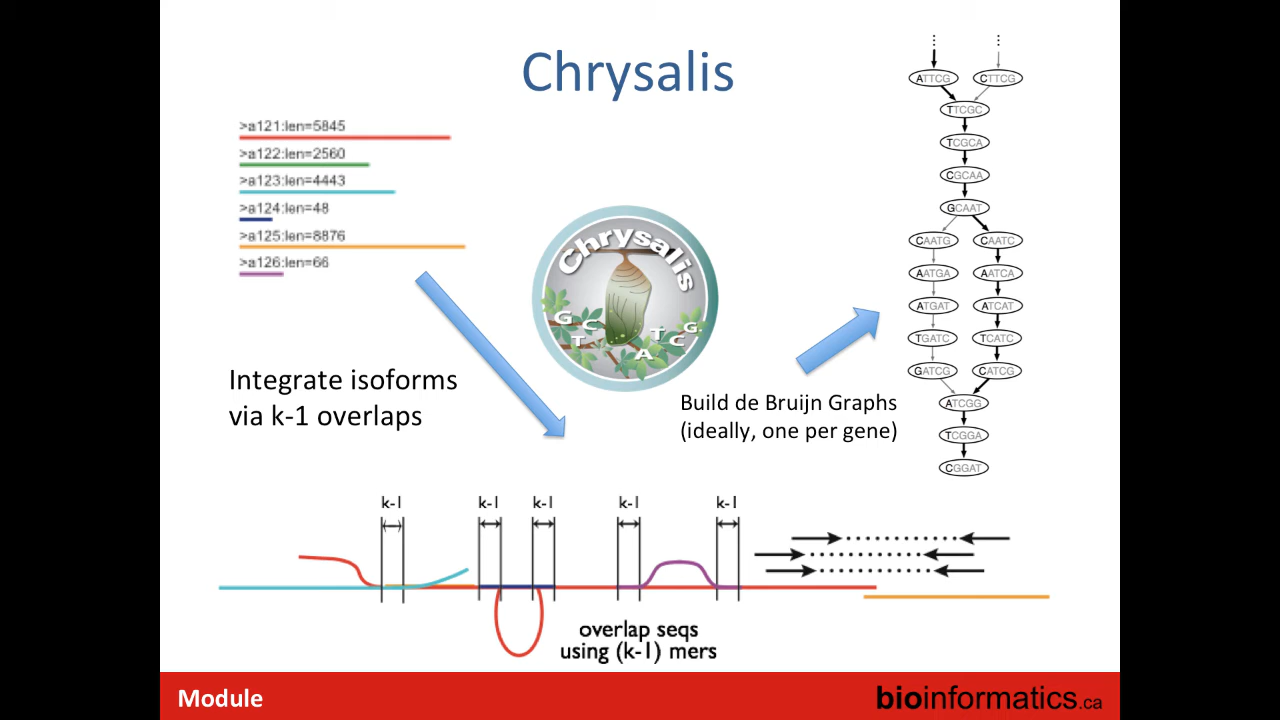 Chrysalis
>a121:len=5845
>a122:len=2560
>a123:len=4443
>a124:len=48
>a125:len=8876
>a126:len=66
Chrysalis
G C T A T C G
Integrate isoforms
via k-1 overlaps
Build de Bruijn Graphs
(ideally, one per gene)
⋮ ⋮
ATTCG CTTCG
TTCGC
TCGCA
CGCAA
GCAAT
CAATG CAATC
AATGA AATCA
ATGAT ATCAT
TGATC TCATC
GATCG CATCG
ATCGG
TCGGA
CGGAT
k-1 k-1 k-1 k-1 k-1
overlap seqs
using (k-1) mers
Module
bioinformatics.ca